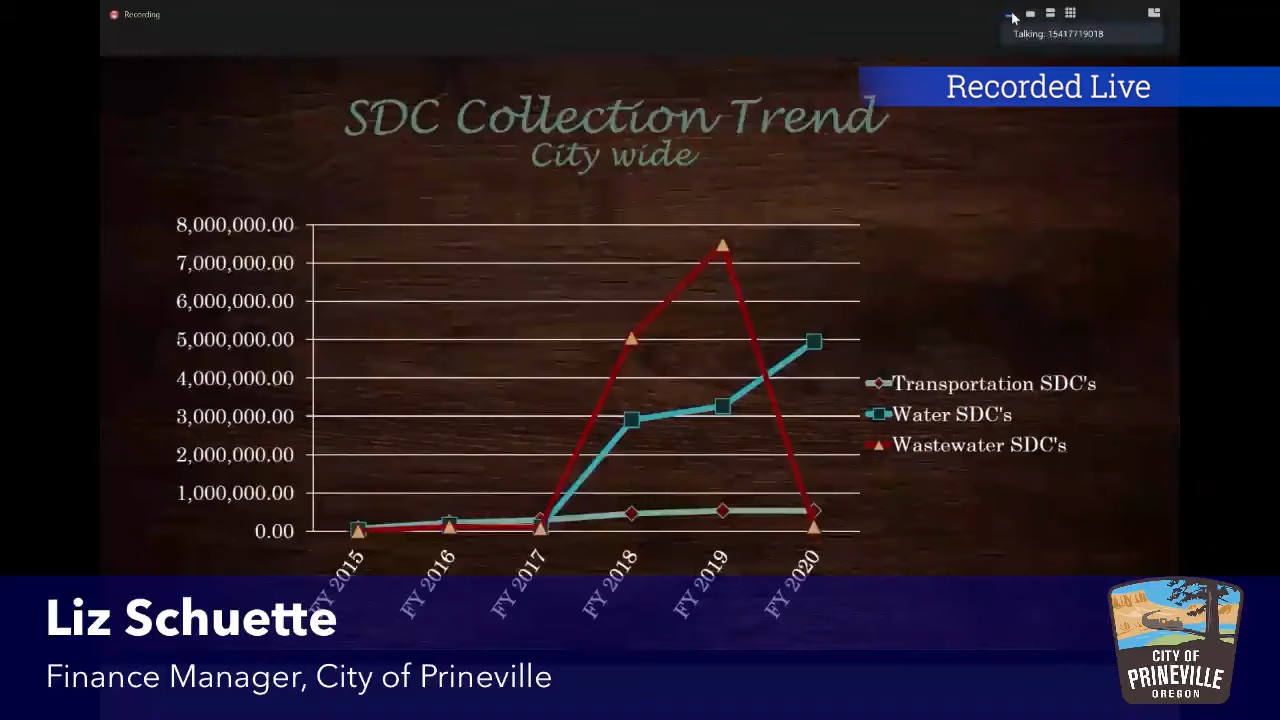 Recording
Talking: 15417719018
Recorded Live
SDC Collection Trend
City wide
8,000,000.00
7,000,000.00
6,000,000.00
5,000,000.00
4,000,000.00
3,000,000.00
2,000,000.00
1,000,000.00
0.00
Transportation SDC's
Water SDC's
Wastewater SDC's
FY 2015
FY 2016
FY 2017
FY 2018
FY 2019
FY 2020
Liz Schuette
Finance Manager, City of Prineville
CITY OF
PRINEVILLE
OREGON